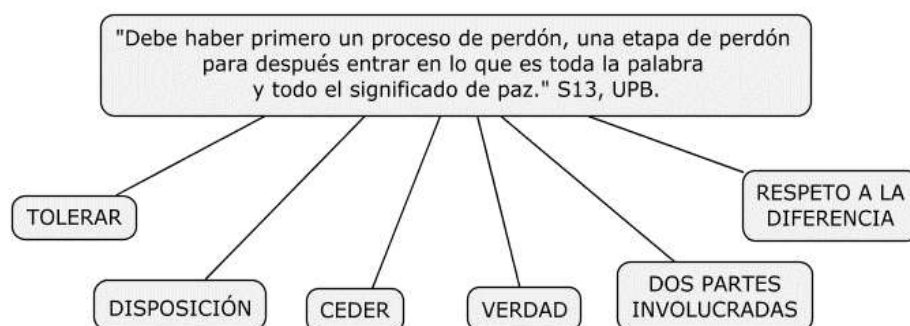 "Debe haber primero un proceso de perdón, una etapa de perdón
para después entrar en lo que es toda la palabra
y todo el significado de paz." S13, UPB.
TOLERAR
DISPOSICIÓN
CEDER
VERDAD
DOS PARTES
INVOLUCRADAS
RESPETO A LA
DIFERENCIA